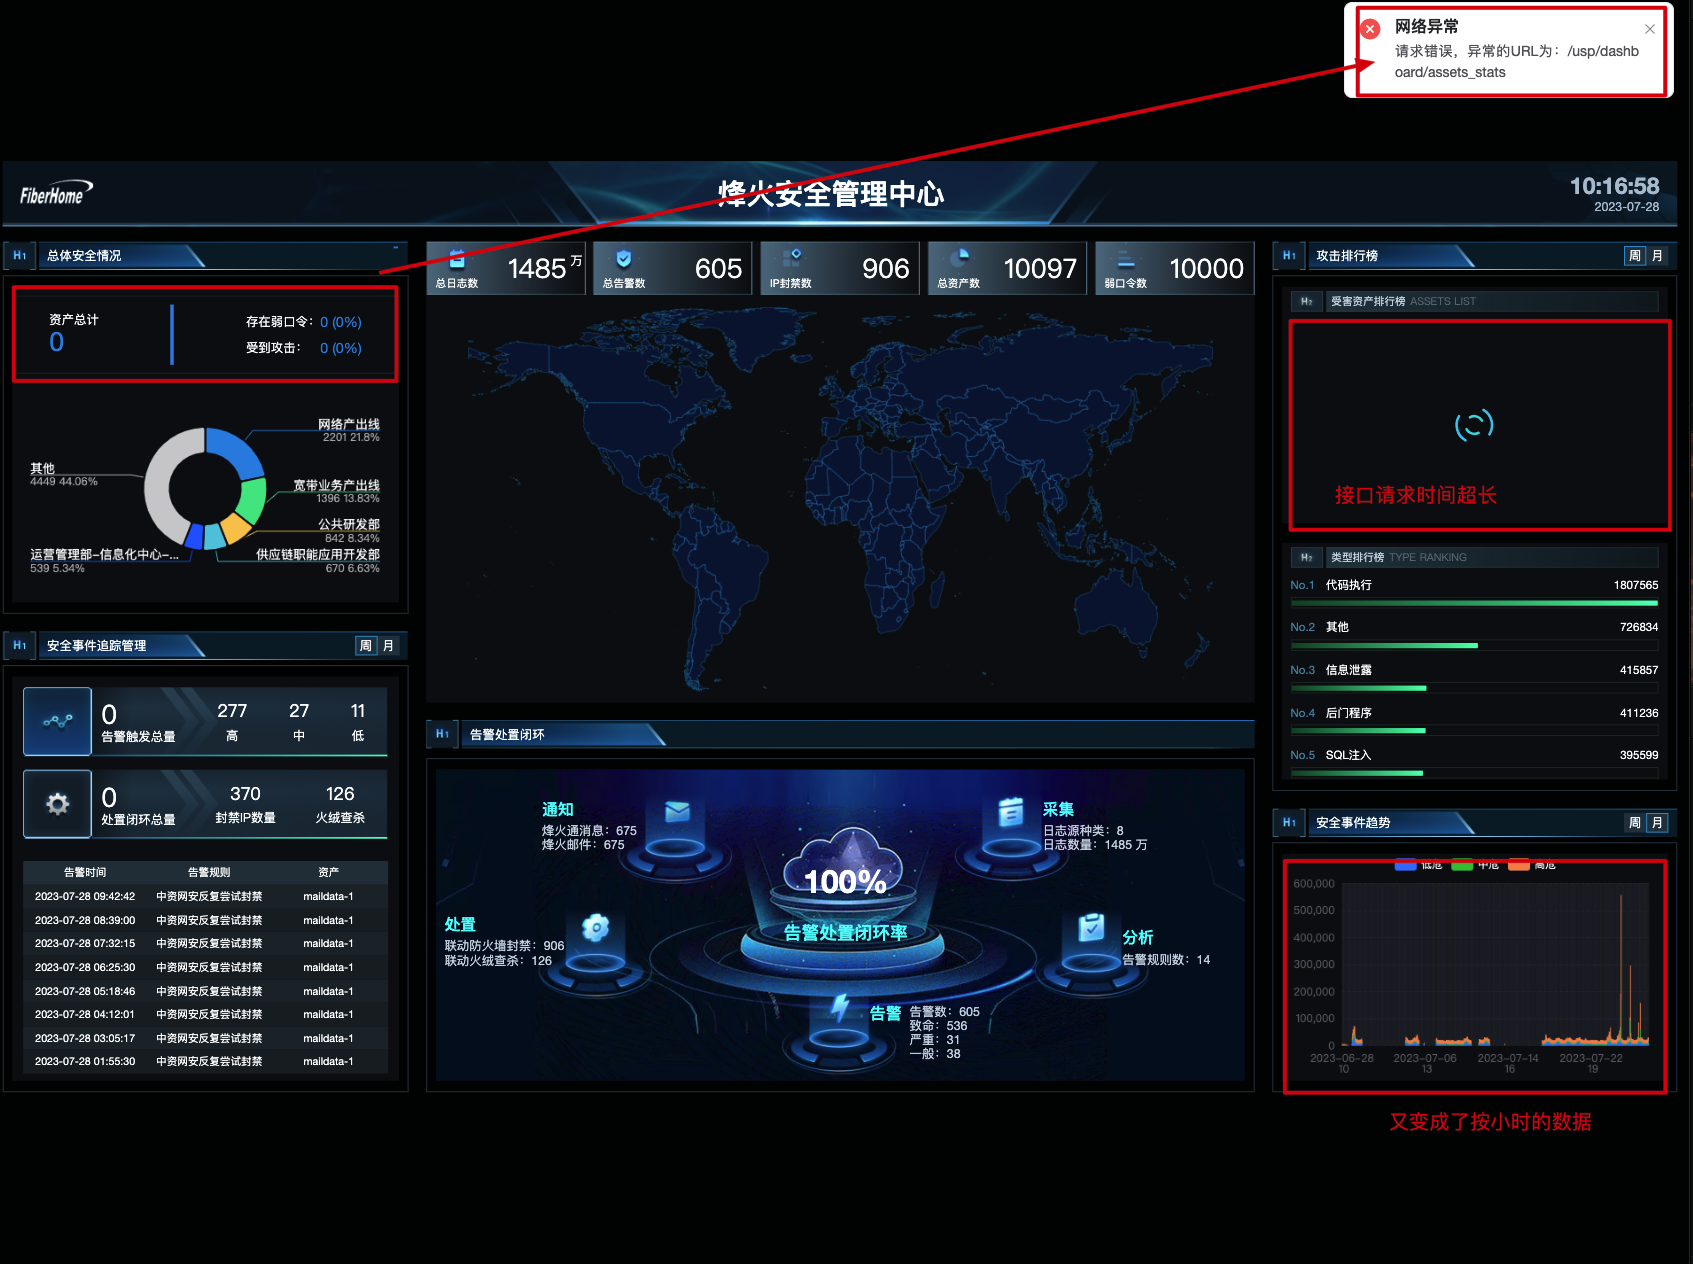 网络异常
请求错误，异常的URL为：/usp/dashb
oard/assets_stats
FiberHome
烽火安全管理中心
10:16:58
2023-07-28
H1 总体安全情况
资产总计
0
存在弱口令：0 (0%)
受到攻击：0 (0%)
网络产出线
2201 21.8%
其他
4449 44.06%
宽带业务产出线
1396 13.83%
公共研发部
842 8.34%
运营管理部-信息化中心-...
539 5.34%
供应链职能应用开发部
670 6.63%
H1 安全事件追踪管理 周 月
0 277 27 11
告警触发总量 高 中 低
0 370 126
处置闭环总量 封禁IP数量 火绒查杀
告警时间 告警规则 资产
2023-07-28 09:42:42 中资网安反复尝试封禁 maildata-1
2023-07-28 08:39:00 中资网安反复尝试封禁 maildata-1
2023-07-28 07:32:15 中资网安反复尝试封禁 maildata-1
2023-07-28 06:25:30 中资网安反复尝试封禁 maildata-1
2023-07-28 05:18:46 中资网安反复尝试封禁 maildata-1
2023-07-28 04:12:01 中资网安反复尝试封禁 maildata-1
2023-07-28 03:05:17 中资网安反复尝试封禁 maildata-1
2023-07-28 01:55:30 中资网安反复尝试封禁 maildata-1
总日志数 1485万
总告警数 605
IP封禁数 906
总资产数 10097
弱口令数 10000
H1 告警处置闭环
通知
烽火通消息：675
烽火邮件：675
采集
日志源种类：8
日志数量：1485 万
100%
告警处置闭环率
处置
联动防火墙封禁：906
联动火绒查杀：126
分析
告警规则数：14
告警
告警数：605
致命：536
严重：31
一般：38
H1 攻击排行榜 周 月
H2 受害资产排行榜 ASSETS LIST
接口请求时间超长
H2 类型排行榜 TYPE RANKING
No.1 代码执行 1807565
No.2 其他 726834
No.3 信息泄露 415857
No.4 后门程序 411236
No.5 SQL注入 395599
H1 安全事件趋势 周 月
低危 中危 高危
600,000
500,000
400,000
300,000
200,000
100,000
0
2023-06-28 2023-07-06 2023-07-14 2023-07-22
10 13 16 19
又变成了按小时的数据